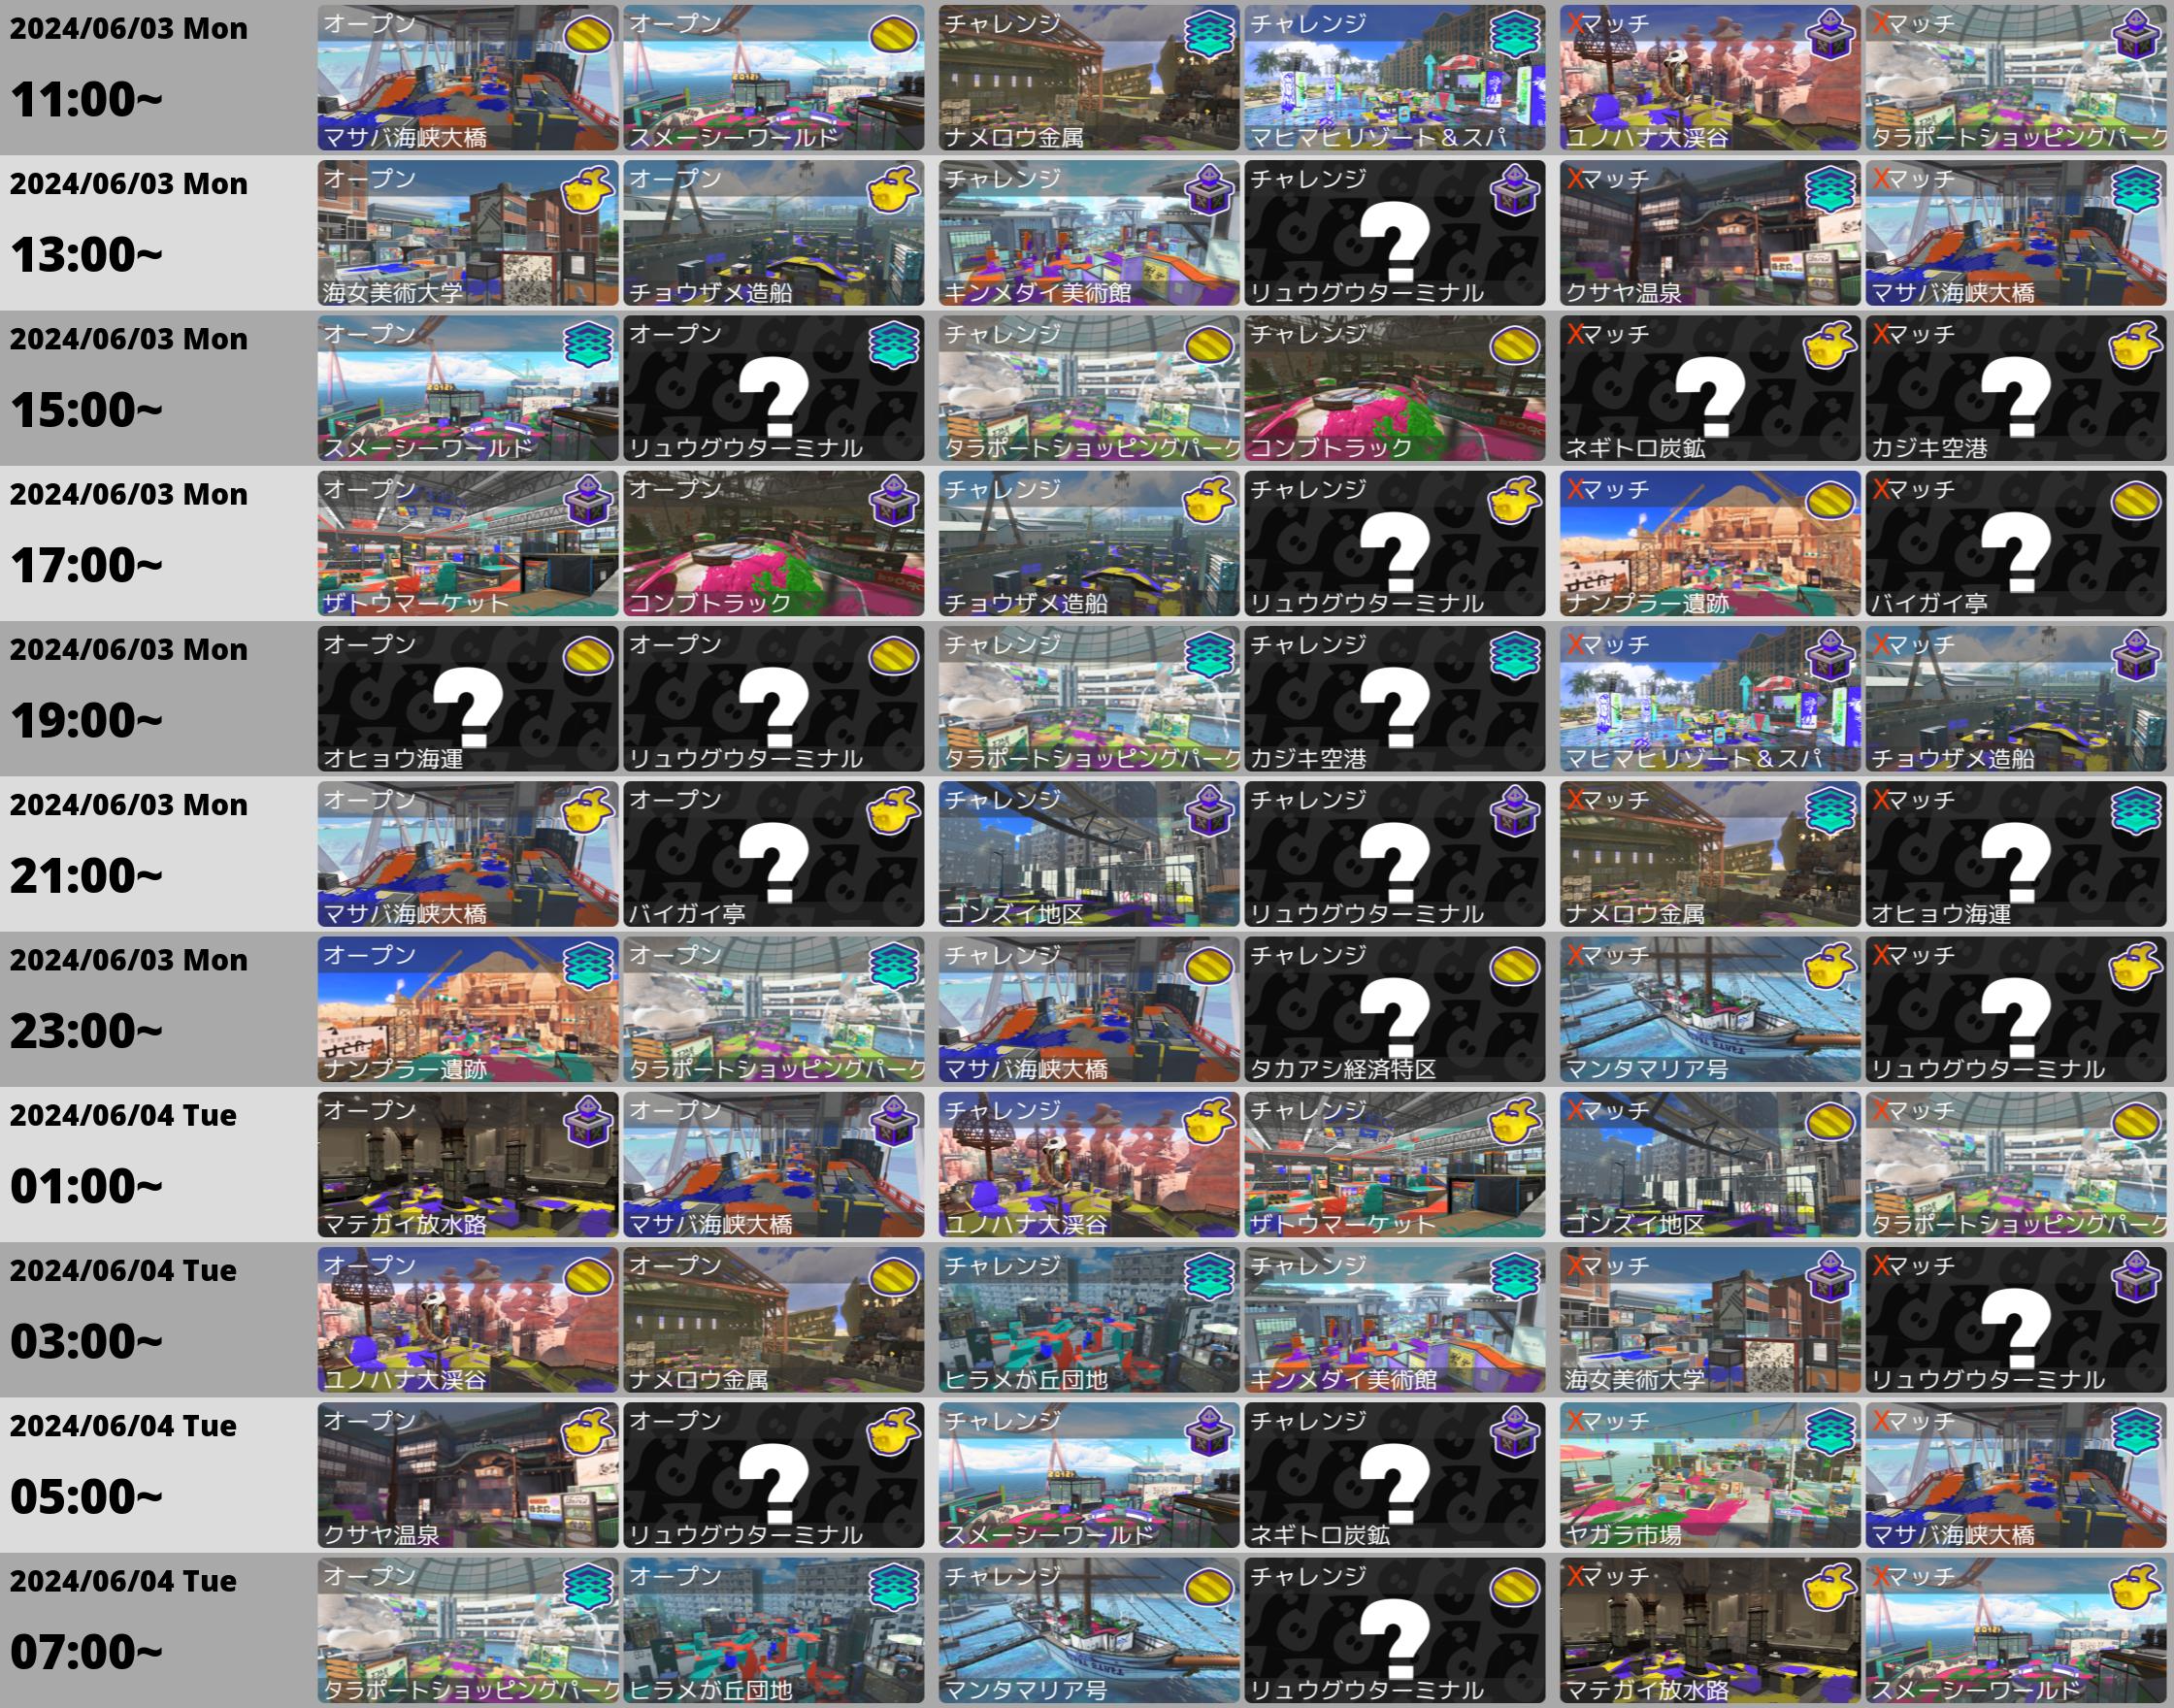 2024/06/03 Mon
11:00~
オープン
マサバ海峡大橋
オープン
スメーシーワールド
チャレンジ
ナメロウ金属
チャレンジ
マヒマヒリゾート＆スパ
Xマッチ
ユノハナ大渓谷
Xマッチ
タラポートショッピングパーク
2024/06/03 Mon
13:00~
オープン
海女美術大学
オープン
チョウザメ造船
チャレンジ
キンメダイ美術館
チャレンジ
?
リュウグウターミナル
Xマッチ
クサヤ温泉
Xマッチ
マサバ海峡大橋
2024/06/03 Mon
15:00~
オープン
スメーシーワールド
オープン
?
リュウグウターミナル
チャレンジ
タラポートショッピングパーク
チャレンジ
コンブトラック
Xマッチ
?
ネギトロ炭鉱
Xマッチ
?
カジキ空港
2024/06/03 Mon
17:00~
オープン
ザトウマーケット
オープン
コンブトラック
チャレンジ
チョウザメ造船
チャレンジ
?
リュウグウターミナル
Xマッチ
ナンプラー遺跡
Xマッチ
?
バイガイ亭
2024/06/03 Mon
19:00~
オープン
?
オヒョウ海運
オープン
?
リュウグウターミナル
チャレンジ
タラポートショッピングパーク
チャレンジ
?
カジキ空港
Xマッチ
マヒマヒリゾート＆スパ
Xマッチ
チョウザメ造船
2024/06/03 Mon
21:00~
オープン
マサバ海峡大橋
オープン
?
バイガイ亭
チャレンジ
ゴンズイ地区
チャレンジ
?
リュウグウターミナル
Xマッチ
ナメロウ金属
Xマッチ
?
オヒョウ海運
2024/06/03 Mon
23:00~
オープン
ナンプラー遺跡
オープン
タラポートショッピングパーク
チャレンジ
マサバ海峡大橋
チャレンジ
?
タカアシ経済特区
Xマッチ
マンタマリア号
Xマッチ
?
リュウグウターミナル
2024/06/04 Tue
01:00~
オープン
マテガイ放水路
オープン
マサバ海峡大橋
チャレンジ
ユノハナ大渓谷
チャレンジ
ザトウマーケット
Xマッチ
ゴンズイ地区
Xマッチ
タラポートショッピングパーク
2024/06/04 Tue
03:00~
オープン
ユノハナ大渓谷
オープン
ナメロウ金属
チャレンジ
ヒラメが丘団地
チャレンジ
キンメダイ美術館
Xマッチ
海女美術大学
Xマッチ
?
リュウグウターミナル
2024/06/04 Tue
05:00~
オープン
クサヤ温泉
オープン
?
リュウグウターミナル
チャレンジ
スメーシーワールド
チャレンジ
?
ネギトロ炭鉱
Xマッチ
ヤガラ市場
Xマッチ
マサバ海峡大橋
2024/06/04 Tue
07:00~
オープン
タラポートショッピングパーク
オープン
ヒラメが丘団地
チャレンジ
マンタマリア号
チャレンジ
?
リュウグウターミナル
Xマッチ
マテガイ放水路
Xマッチ
スメーシーワールド